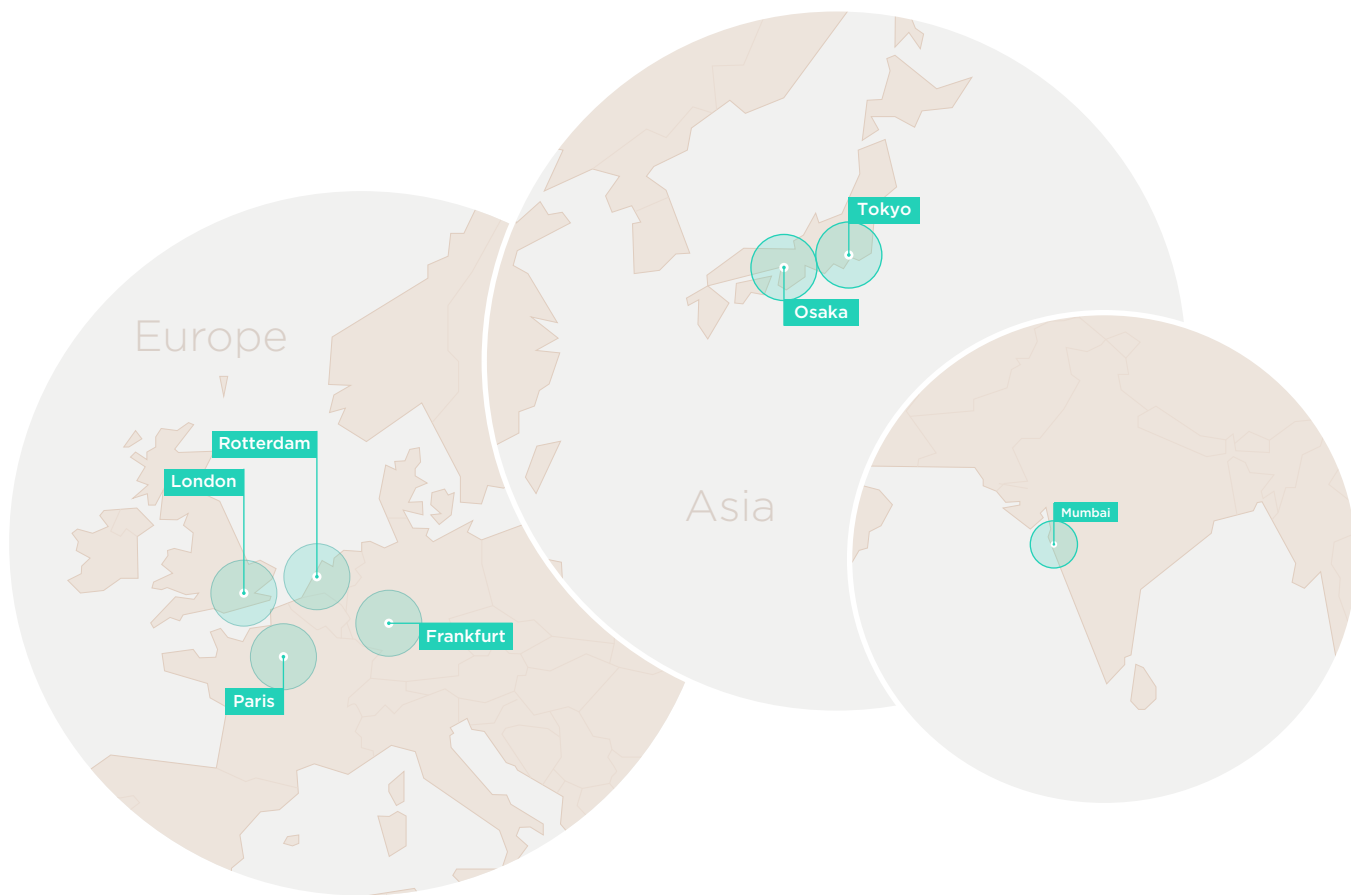 Europe
Rotterdam
London
Frankfurt
Paris
Tokyo
Osaka
Asia
Mumbai